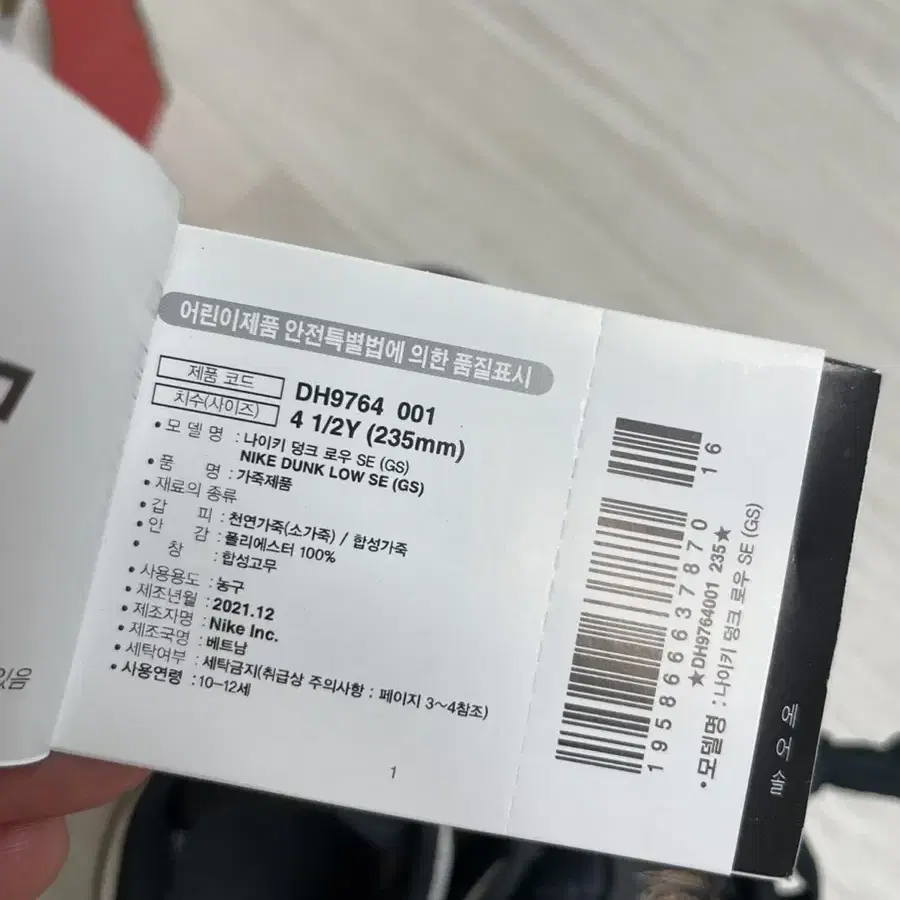 어린이제품 안전특별법에 의한 품질표시
제품 코드 DH9764 001
치수(사이즈) 4 1/2Y (235mm)
• 모 델 명 : 나이키 덩크 로우 SE (GS)
NIKE DUNK LOW SE (GS)
• 품 명 : 가죽제품
• 재료의 종류
• 갑 피 : 천연가죽(소가죽) / 합성가죽
• 안 감 : 폴리에스터 100%
• 창 : 합성고무
• 사용용도 : 농구
• 제조년월 : 2021.12
• 제조자명 : Nike Inc.
• 제조국명 : 베트남
• 세탁여부 : 세탁금지(취급상 주의사항 : 페이지 3~4참조)
• 사용연령 : 10-12세
1
16
195866637870
★DH9764001 235★
• 모델명 : 나이키 덩크 로우 SE (GS)
에어솔
있음